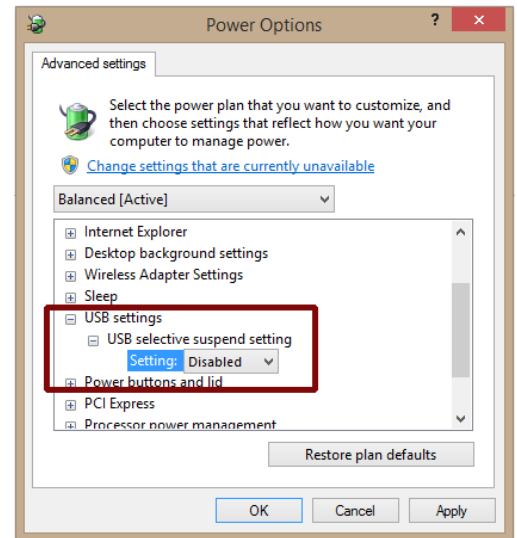 Power Options
?
Advanced settings
Select the power plan that you want to customize, and
then choose settings that reflect how you want your
computer to manage power.
Change settings that are currently unavailable
Balanced [Active]
Internet Explorer
Desktop background settings
Wireless Adapter Settings
Sleep
USB settings
USB selective suspend setting
Setting: Disabled
Power buttons and lid
PCI Express
Processor power management
Restore plan defaults
OK Cancel Apply